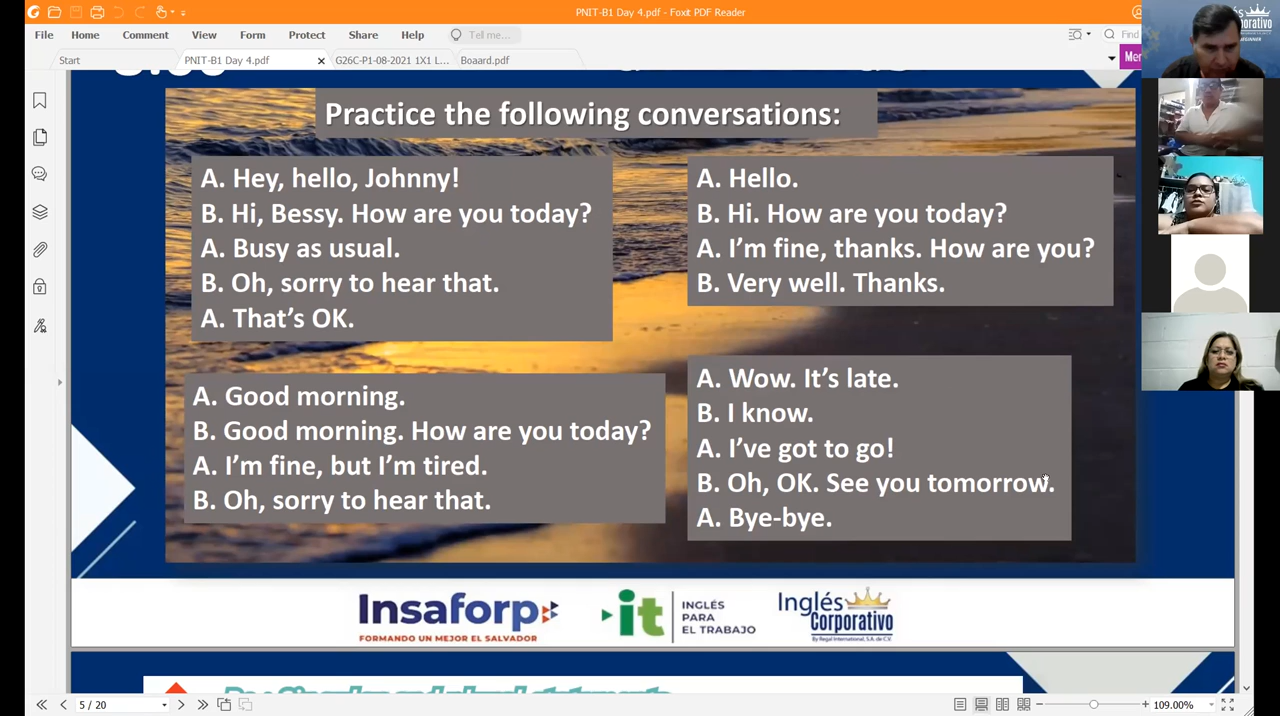 PNIT-B1 Day 4.pdf - Foxit PDF Reader
File Home Comment View Form Protect Share Help Tell me... Find
Start PNIT-B1 Day 4.pdf G26C-P1-08-2021 1X1 L... Boaard.pdf
Practice the following conversations:
A. Hey, hello, Johnny!
B. Hi, Bessy. How are you today?
A. Busy as usual.
B. Oh, sorry to hear that.
A. That's OK.
A. Hello.
B. Hi. How are you today?
A. I'm fine, thanks. How are you?
B. Very well. Thanks.
A. Good morning.
B. Good morning. How are you today?
A. I'm fine, but I'm tired.
B. Oh, sorry to hear that.
A. Wow. It's late.
B. I know.
A. I've got to go!
B. Oh, OK. See you tomorrow.
A. Bye-bye.
Insaforp
FORMANDO UN MEJOR EL SALVADOR
it
INGLÉS
PARA
EL TRABAJO
Inglés
Corporativo
By Regal International, S.A. de C.V.
5 / 20
109.00%
Inglés
Corporativo